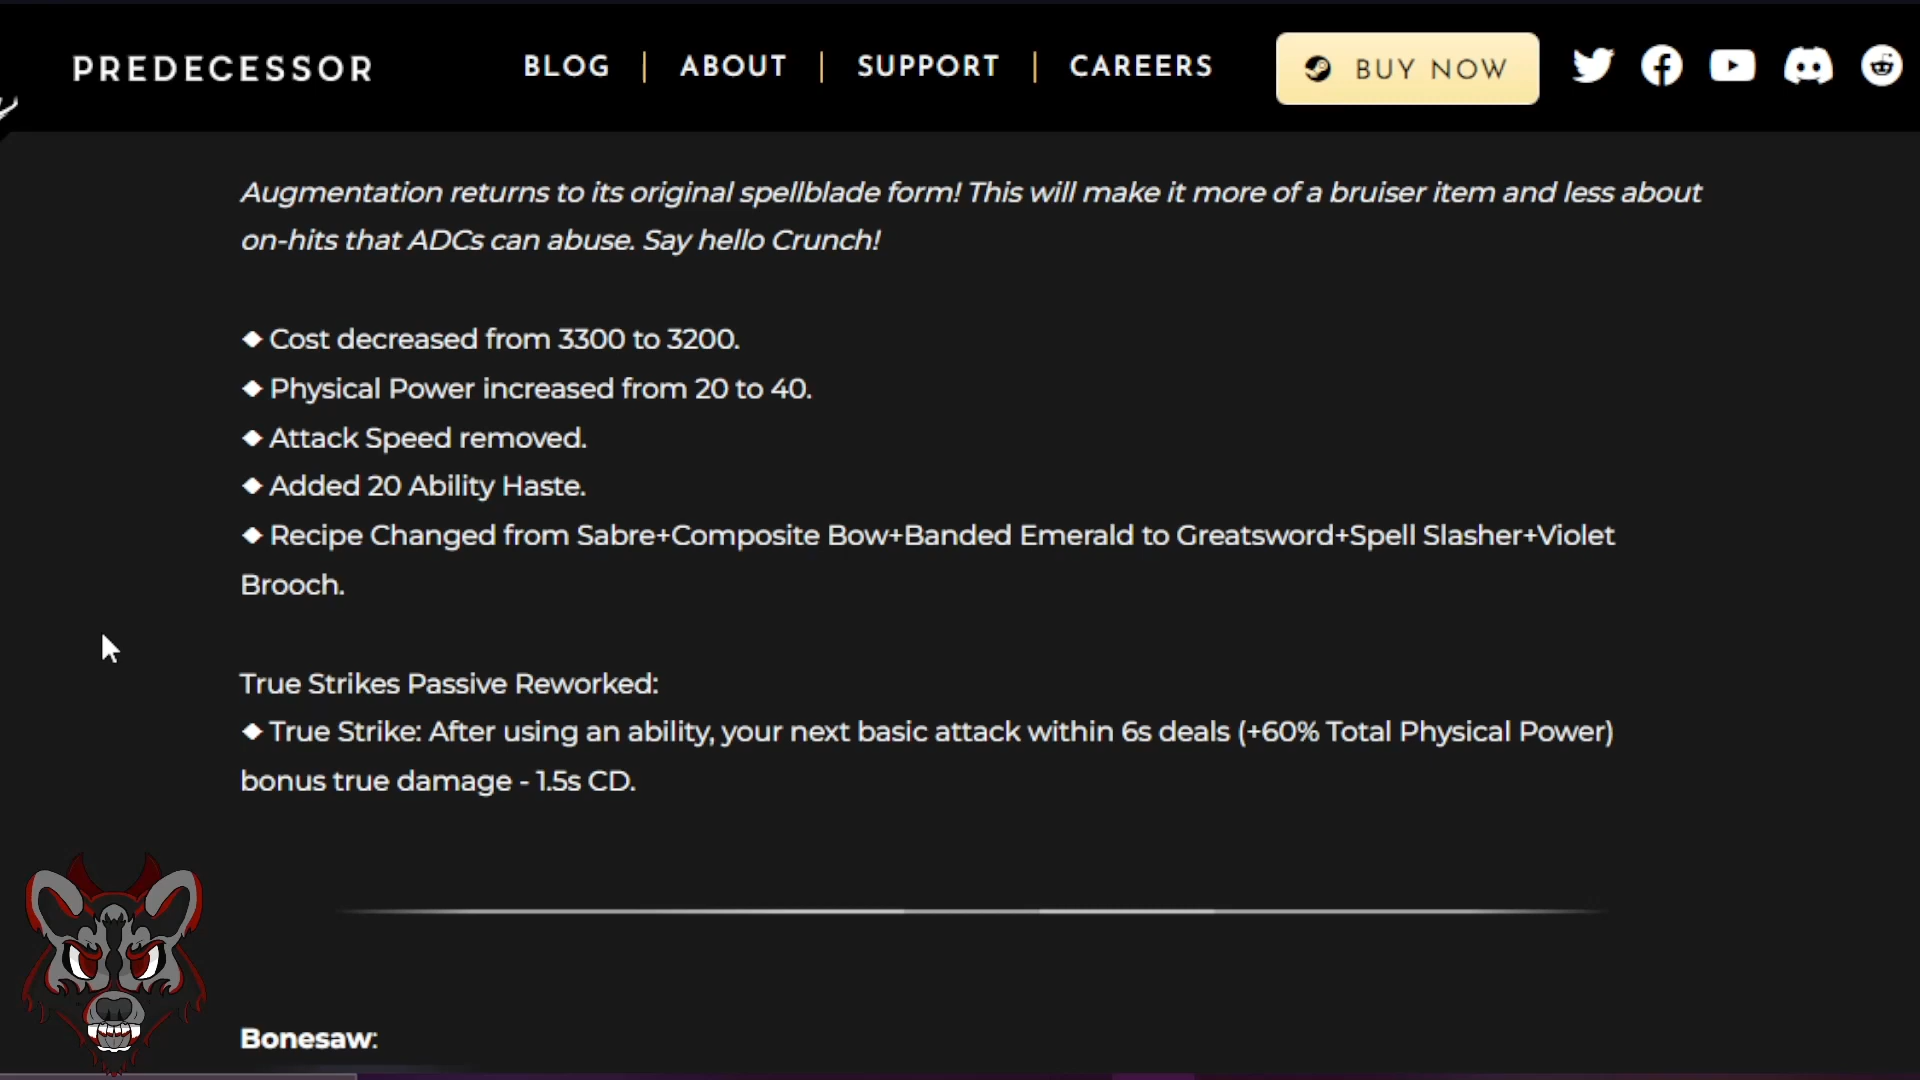 PREDECESSOR
BLOG | ABOUT | SUPPORT | CAREERS
BUY NOW
Augmentation returns to its original spellblade form! This will make it more of a bruiser item and less about
on-hits that ADCs can abuse. Say hello Crunch!
◆ Cost decreased from 3300 to 3200.
◆ Physical Power increased from 20 to 40.
◆ Attack Speed removed.
◆ Added 20 Ability Haste.
◆ Recipe Changed from Sabre+Composite Bow+Banded Emerald to Greatsword+Spell Slasher+Violet
Brooch.
True Strikes Passive Reworked:
◆ True Strike: After using an ability, your next basic attack within 6s deals (+60% Total Physical Power)
bonus true damage - 1.5s CD.
Bonesaw: